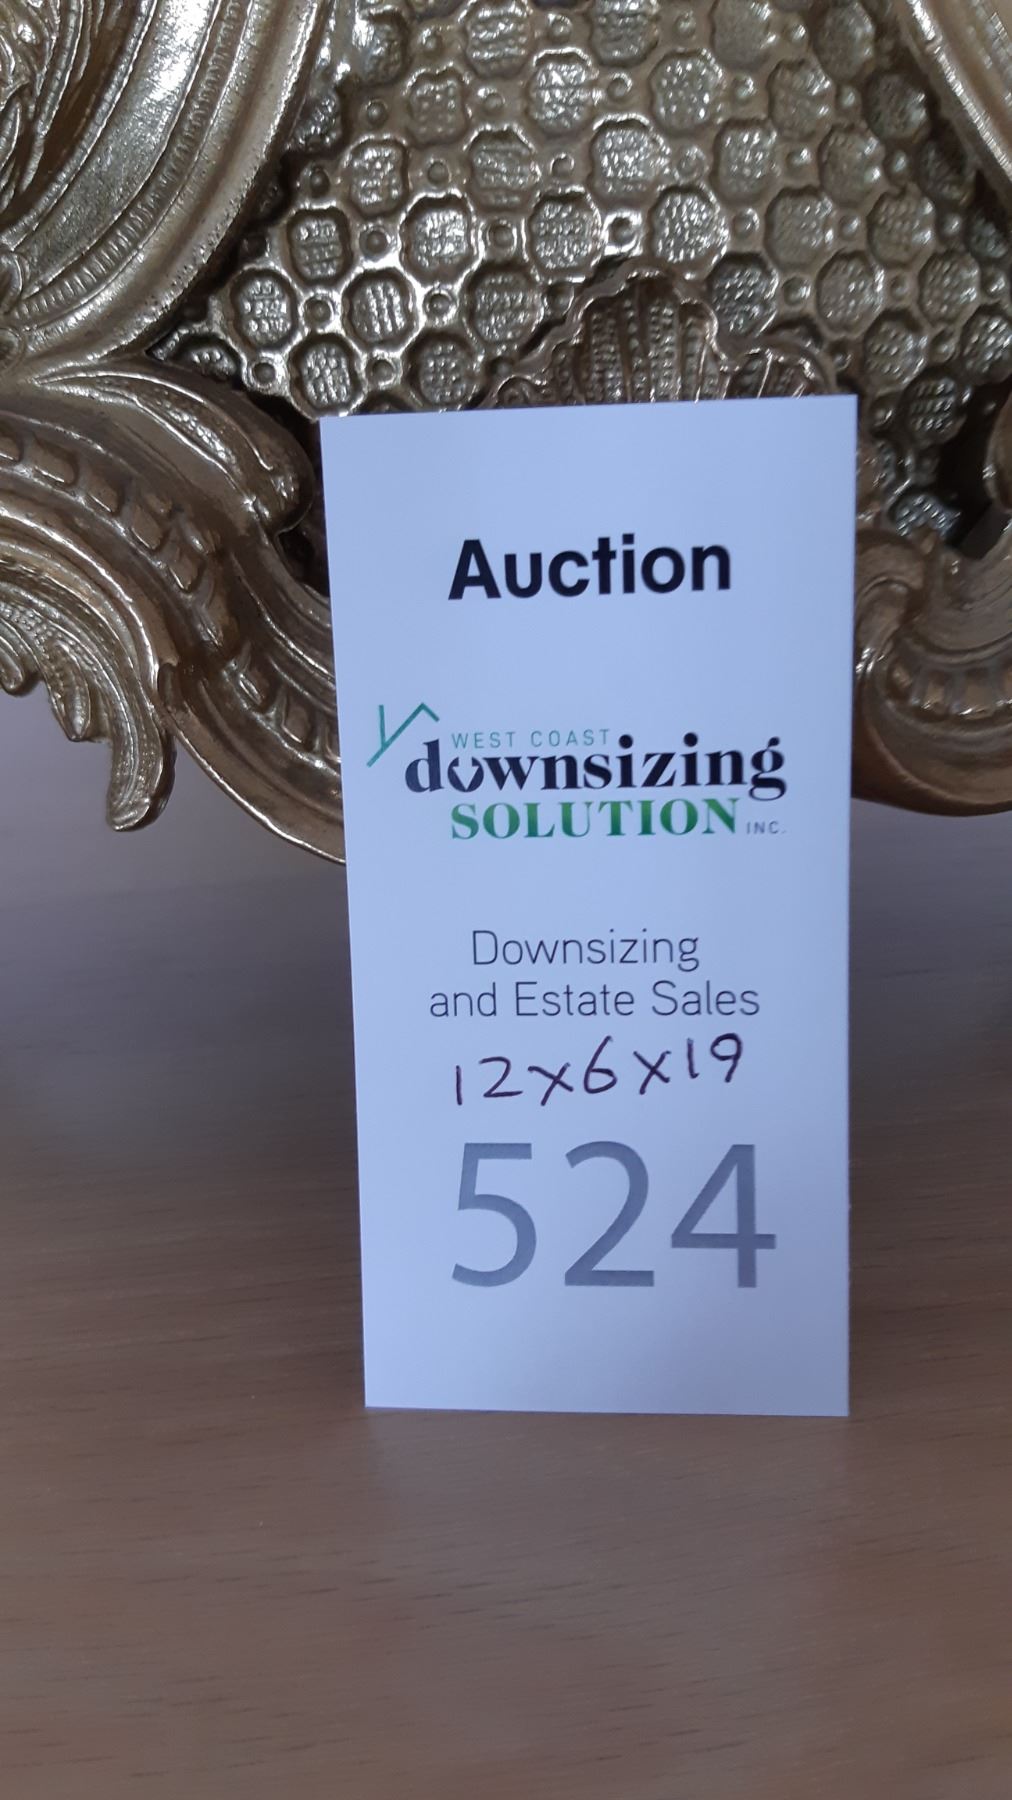 Auction
WEST COAST
downsizing
SOLUTION INC.
Downsizing
and Estate Sales
12x6x19
524